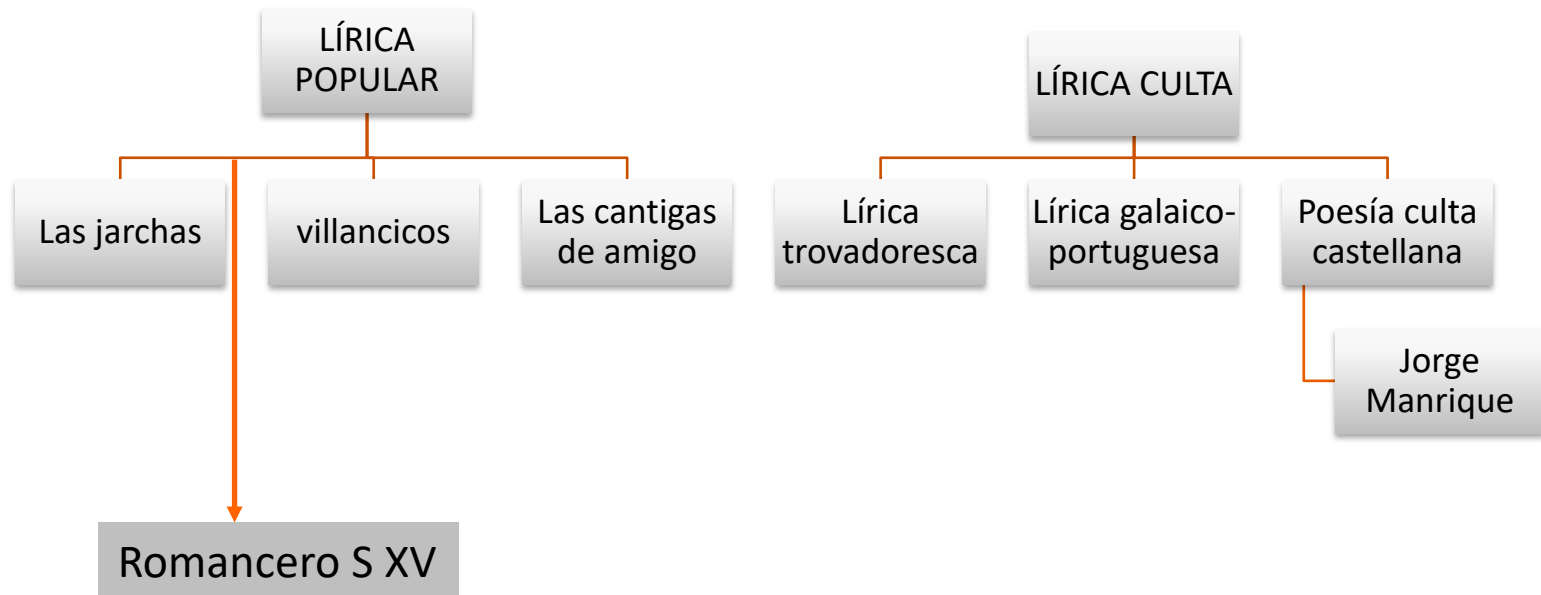 LÍRICA
POPULAR
Las jarchas
villancicos
Las cantigas
de amigo
Romancero S XV
LÍRICA CULTA
Lírica
trovadoresca
Lírica galaico-
portuguesa
Poesía culta
castellana
Jorge
Manrique